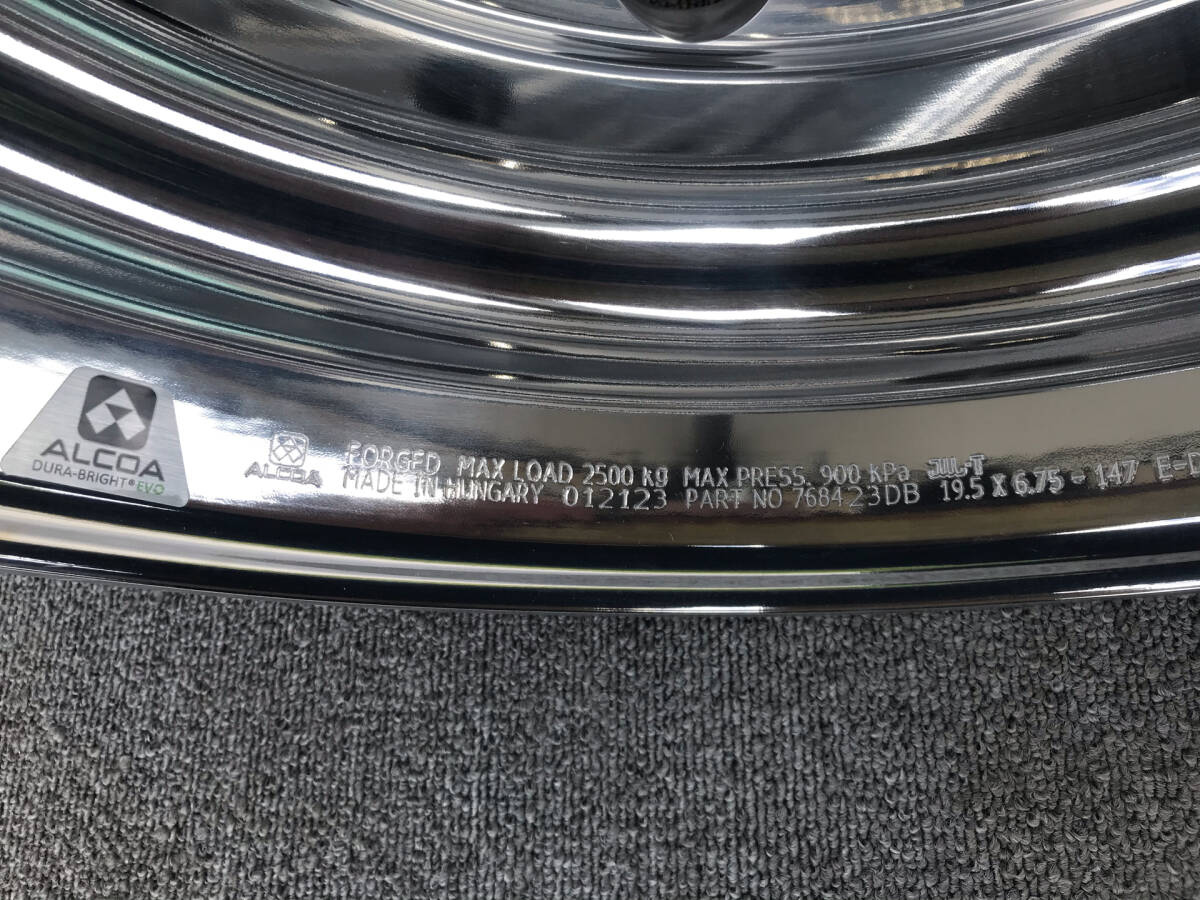 ALCOA
DURA-BRIGHT® EVO
ALCOA
FORGED MAX LOAD 2500 kg MAX PRESS. 900 kPa JWL-T
MADE IN HUNGARY 012123 PART NO 768423DB 19.5 X 6.75 - 147 E-D